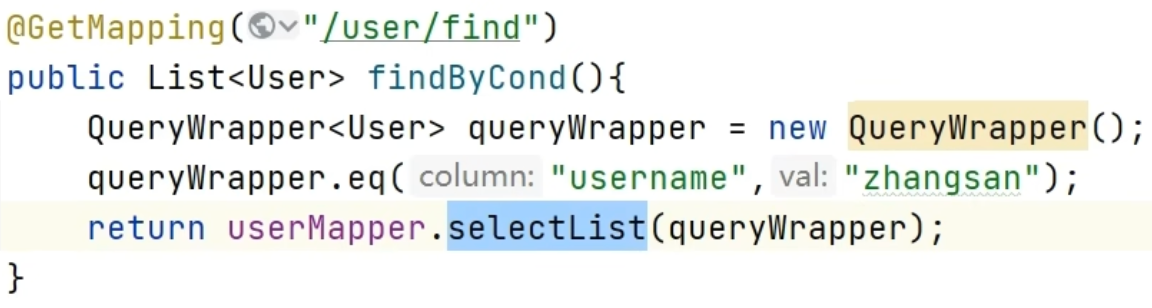 @GetMapping("/user/find")
public List<User> findByCond(){
    QueryWrapper<User> queryWrapper = new QueryWrapper();
    queryWrapper.eq( column: "username", val: "zhangsan");
    return userMapper.selectList(queryWrapper);
}